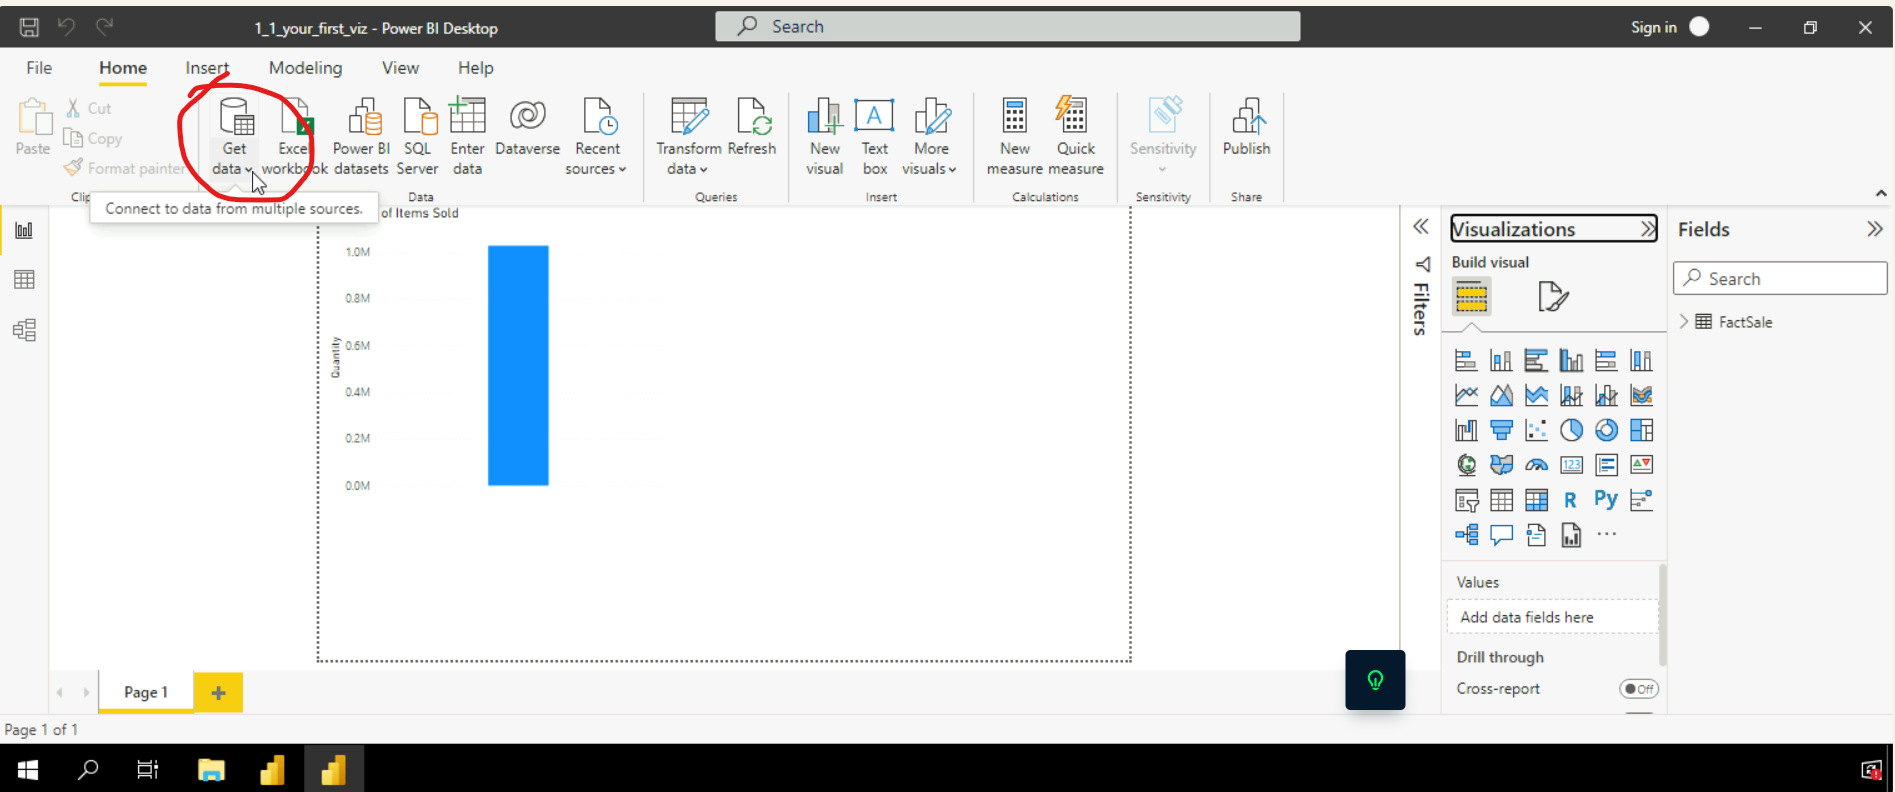 1_1_your_first_viz - Power BI Desktop
Search
Sign in
File Home Insert Modeling View Help
Paste
Cut
Copy
Format painter
Get data
Excel workbook
Power BI datasets
SQL Server
Enter data
Dataverse
Recent sources
Transform data
Refresh
New visual
Text box
More visuals
New measure
Quick measure
Sensitivity
Publish
Data
Queries
Insert
Calculations
Sensitivity
Share
Connect to data from multiple sources.
of Items Sold
1.0M
0.8M
0.6M
0.4M
0.2M
0.0M
Quantity
Filters
Visualizations
Build visual
123
R
Py
Values
Add data fields here
Drill through
Cross-report
Off
Fields
Search
FactSale
Page 1
Page 1 of 1